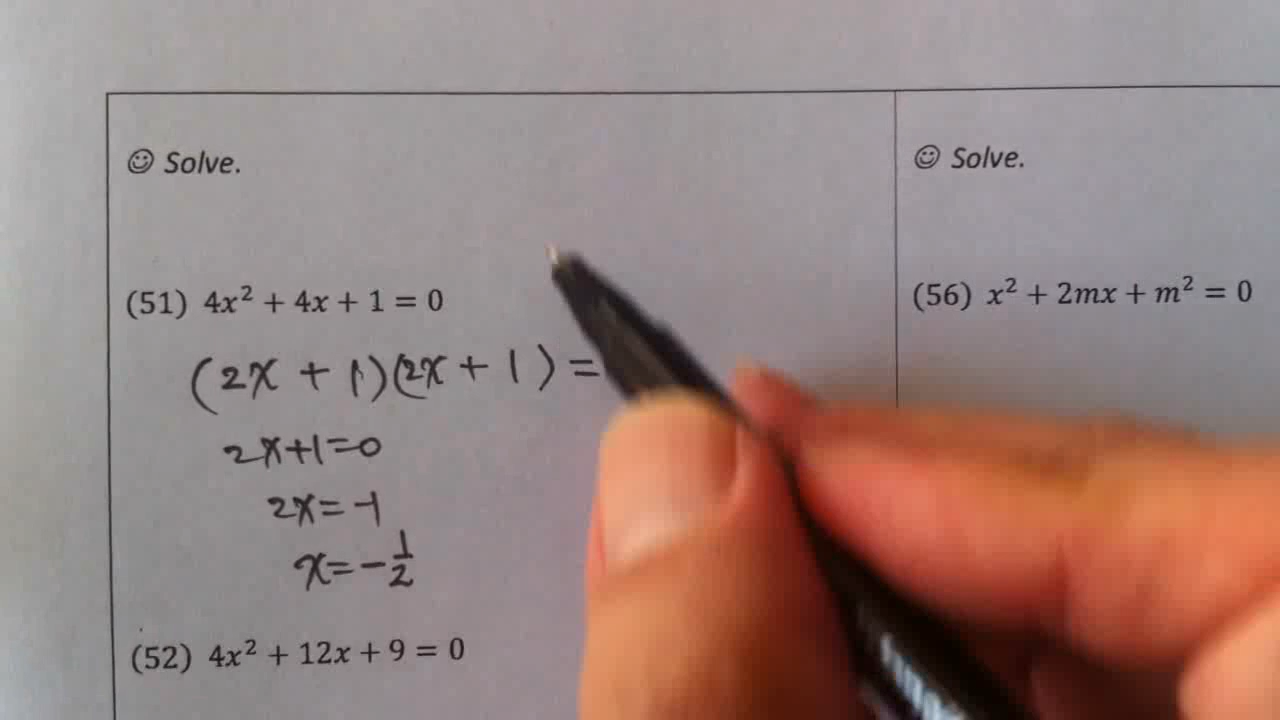 ☺ Solve.
(51) 4x² + 4x + 1 = 0
(2x + 1)(2x + 1) =
2x+1=0
2x=-1
x=-1/2
(52) 4x² + 12x + 9 = 0
☺ Solve.
(56) x² + 2mx + m² = 0